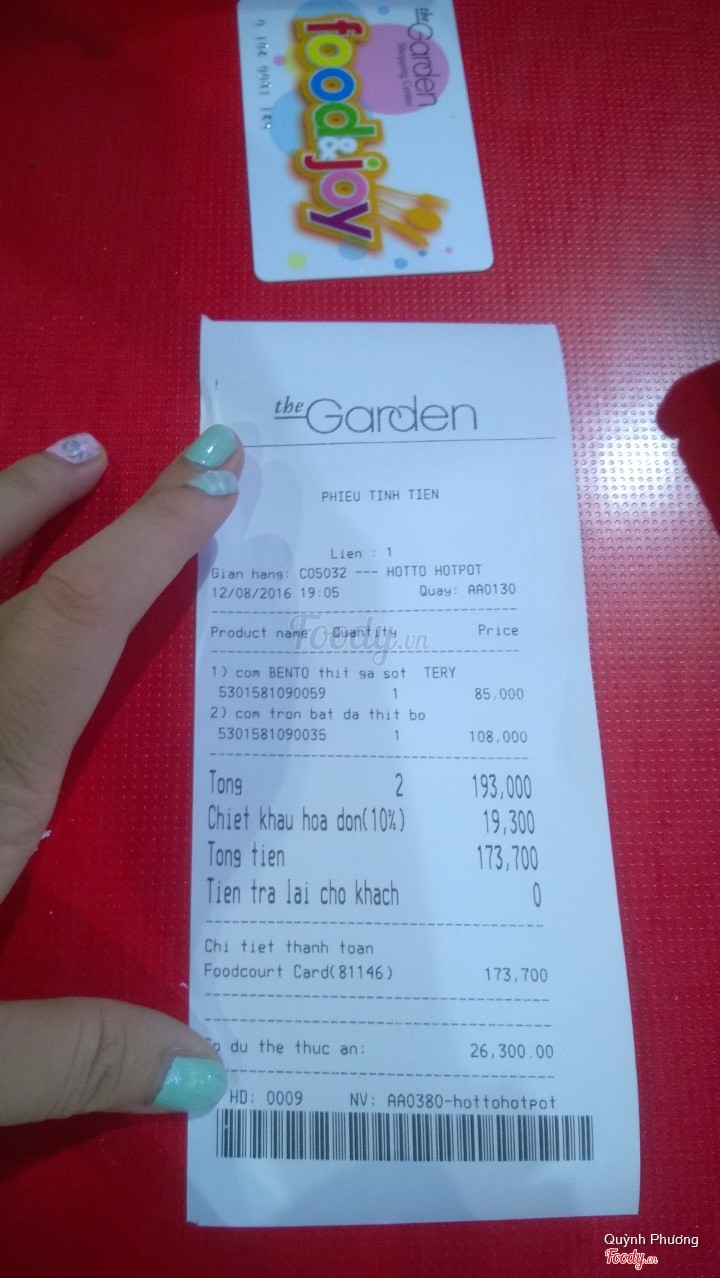 the Garden
Shopping Center
food & joy
the Garden
PHIEU TINH TIEN
Lien : 1
Gian hang: C05032 --- HOTTO HOTPOT
12/08/2016 19:05 Quay: AA0130
Product name Quantity Price
1) com BENTO thit ga sot TERY
5301581090059 1 85,000
2) com tron bat da thit bo
5301581090035 1 108,000
Tong 2 193,000
Chiet khau hoa don(10%) 19,300
Tong tien 173,700
Tien tra lai cho khach 0
Chi tiet thanh toan
Foodcourt Card(81146) 173,700
du the thuc an: 26,300.00
HD: 0009 NV: AA0380-hottohotpot
Foody.vn
Quỳnh Phương
Foody.vn